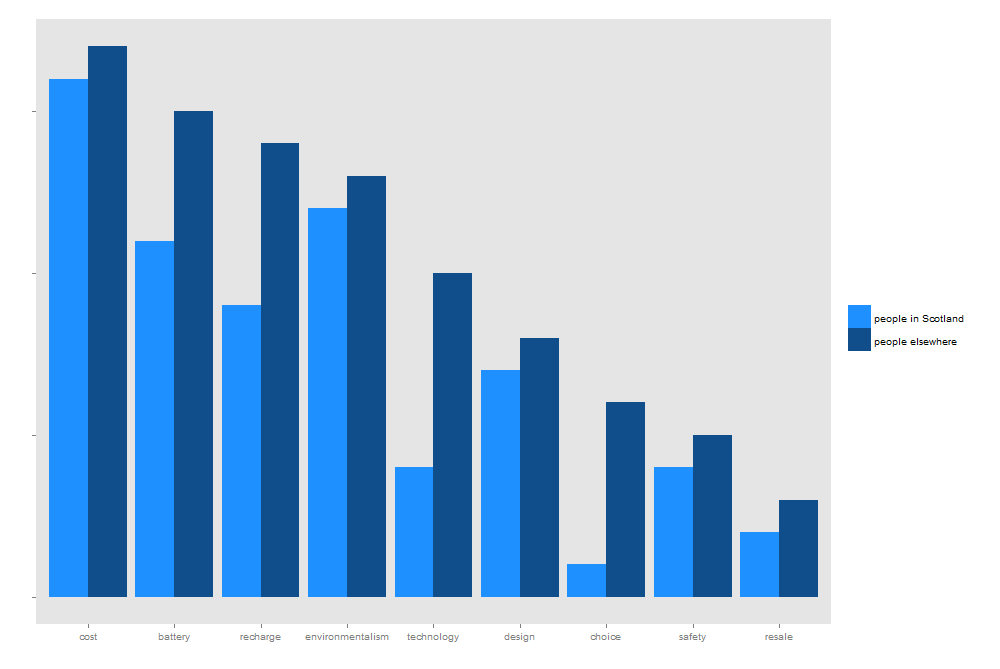 people in Scotland
people elsewhere
cost battery recharge environmentalism technology design choice safety resale